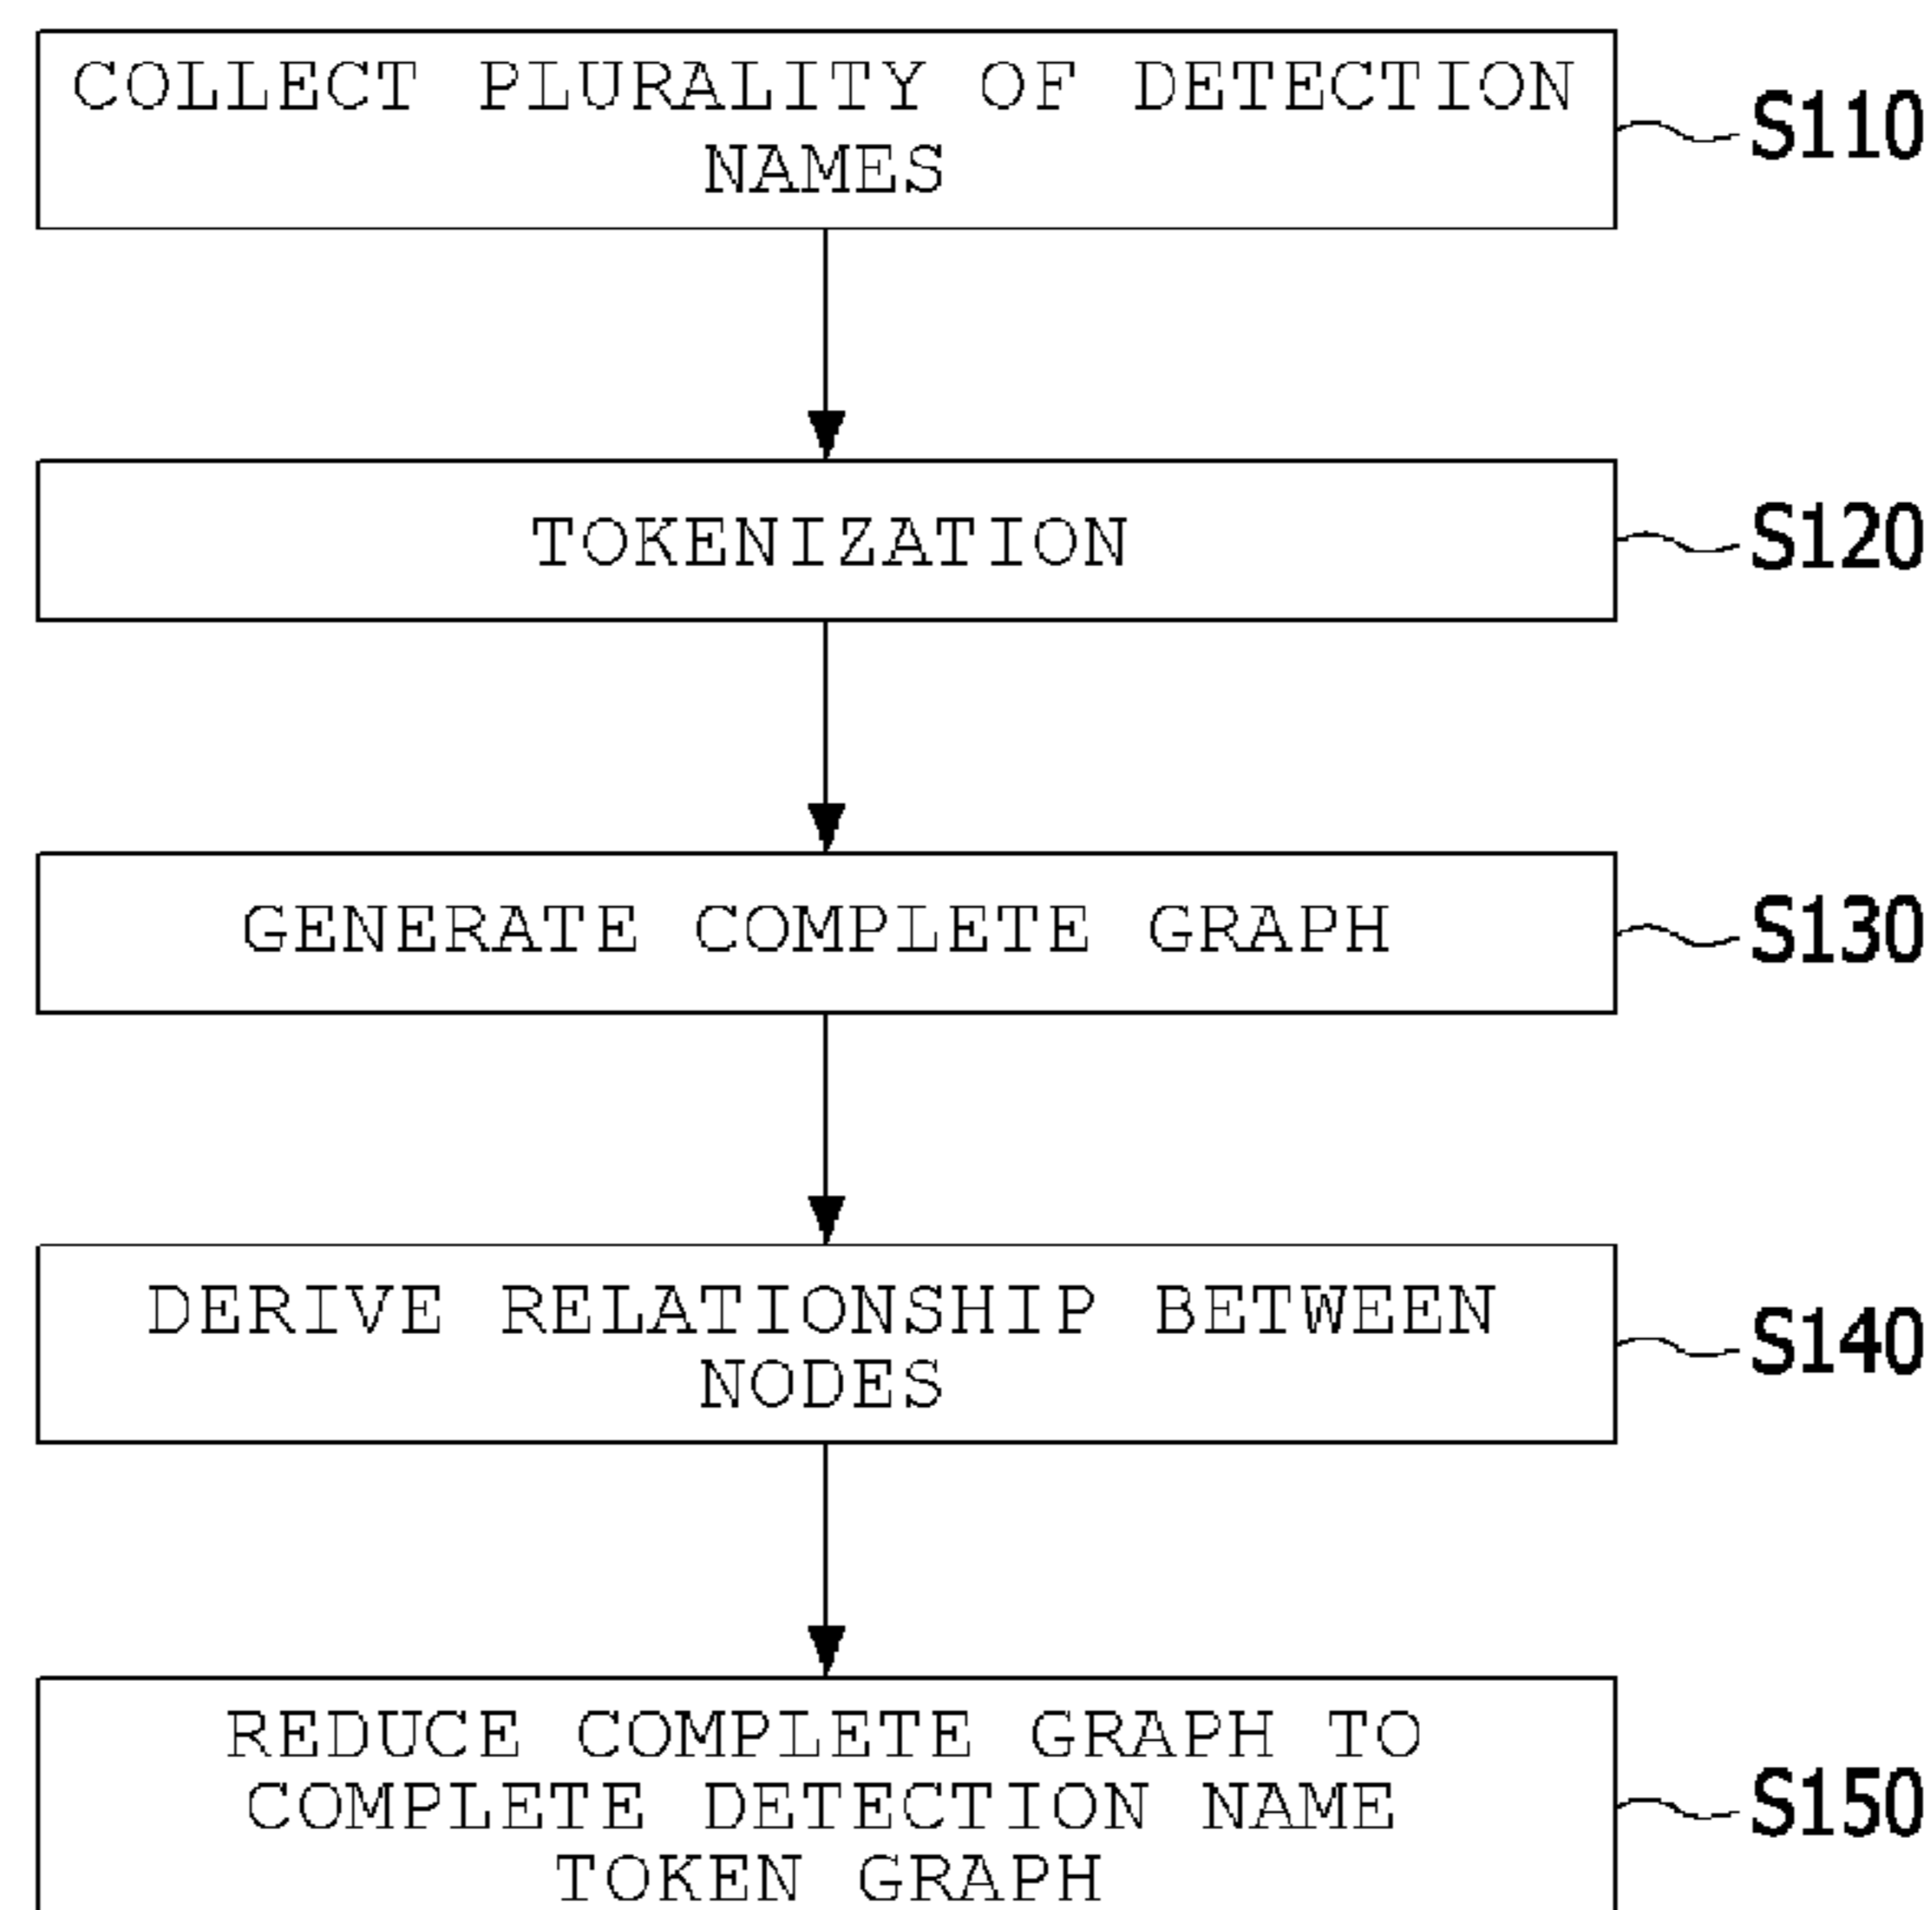 COLLECT PLURALITY OF DETECTION
NAMES
S110
TOKENIZATION
S120
GENERATE COMPLETE GRAPH
S130
DERIVE RELATIONSHIP BETWEEN
NODES
S140
REDUCE COMPLETE GRAPH TO
COMPLETE DETECTION NAME
TOKEN GRAPH
S150